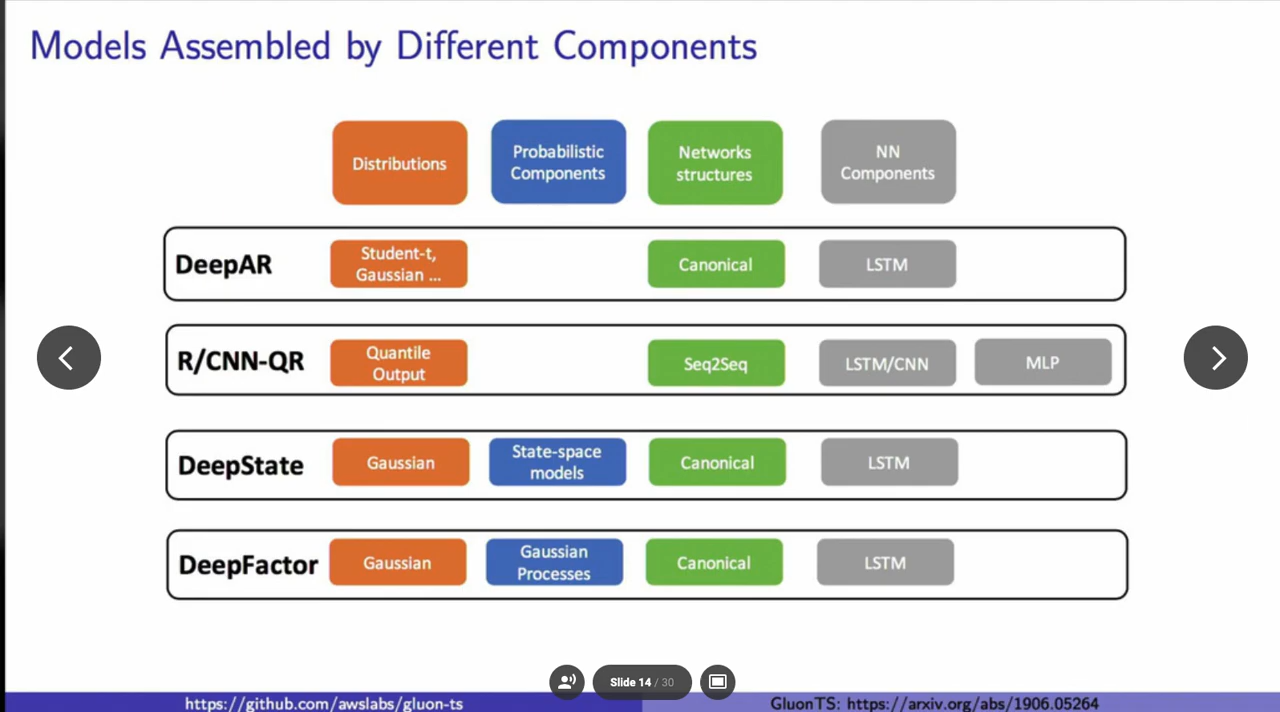 Models Assembled by Different Components
Distributions
Probabilistic
Components
Networks
structures
NN
Components
DeepAR
Student-t,
Gaussian ...
Canonical
LSTM
R/CNN-QR
Quantile
Output
Seq2Seq
LSTM/CNN
MLP
DeepState
Gaussian
State-space
models
Canonical
LSTM
DeepFactor
Gaussian
Gaussian
Processes
Canonical
LSTM
Slide 14 / 30
https://github.com/awslabs/gluon-ts
GluonTS: https://arxiv.org/abs/1906.05264